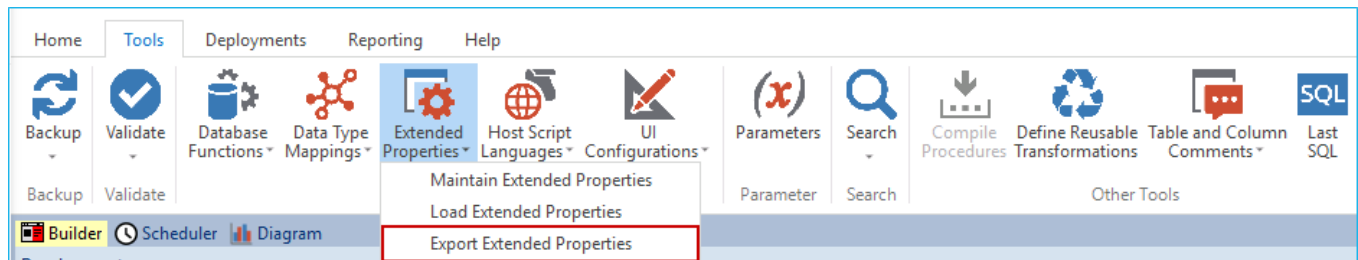 Home Tools Deployments Reporting Help
SQL
Backup Validate Database Data Type Extended Host Script UI Parameters Search Compile Define Reusable Table and Column Last
Functions Mappings Properties Languages Configurations Procedures Transformations Comments SQL
Backup Validate Parameter Search Other Tools
Maintain Extended Properties
Load Extended Properties
Export Extended Properties
Builder Scheduler Diagram